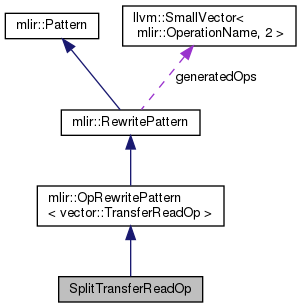 mlir::Pattern
llvm::SmallVector<
mlir::OperationName, 2 >
generatedOps
mlir::RewritePattern
mlir::OpRewritePattern
< vector::TransferReadOp >
SplitTransferReadOp